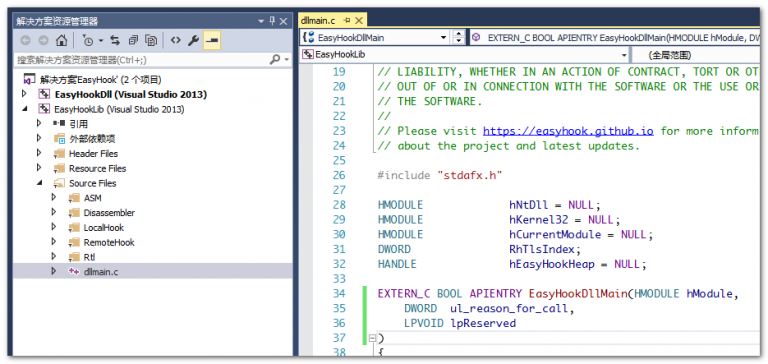 解决方案资源管理器
搜索解决方案资源管理器(Ctrl+;)
解决方案'EasyHook' (2 个项目)
EasyHookDll (Visual Studio 2013)
EasyHookLib (Visual Studio 2013)
引用
外部依赖项
Header Files
Resource Files
Source Files
ASM
Disassembler
LocalHook
RemoteHook
Rtl
dllmain.c
dllmain.c
EasyHookDllMain
EXTERN_C BOOL APIENTRY EasyHookDllMain(HMODULE hModule, DW
EasyHookLib
(全局范围)
19 // LIABILITY, WHETHER IN AN ACTION OF CONTRACT, TORT OR OT
20 // OUT OF OR IN CONNECTION WITH THE SOFTWARE OR THE USE OR
21 // THE SOFTWARE.
22 //
23 // Please visit https://easyhook.github.io for more inform
24 // about the project and latest updates.
25
26 #include "stdafx.h"
27
28 HMODULE hNtDll = NULL;
29 HMODULE hKernel32 = NULL;
30 HMODULE hCurrentModule = NULL;
31 DWORD RhTlsIndex;
32 HANDLE hEasyHookHeap = NULL;
33
34 EXTERN_C BOOL APIENTRY EasyHookDllMain(HMODULE hModule,
35 DWORD ul_reason_for_call,
36 LPVOID lpReserved
37 )
38 {